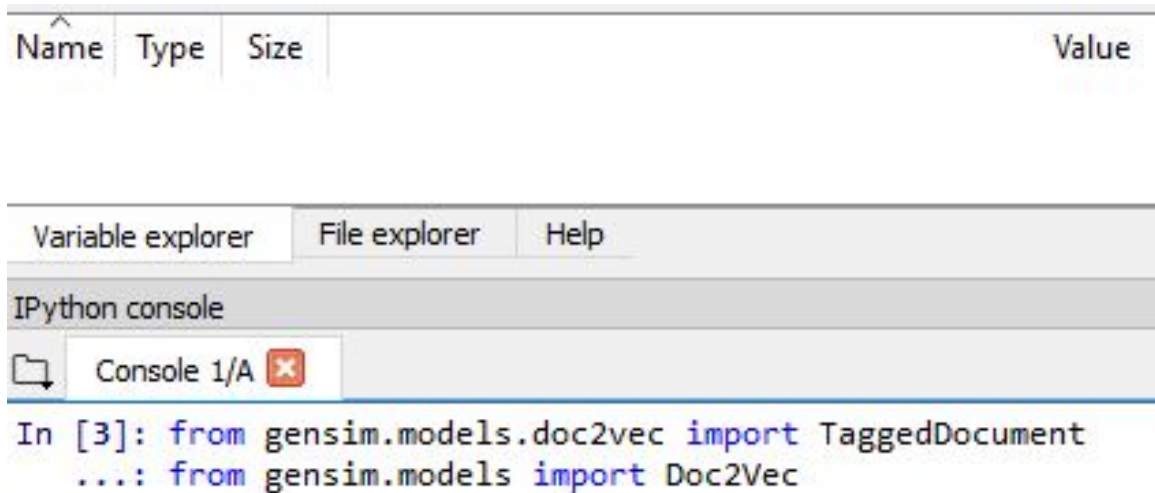 Name Type Size Value
Variable explorer File explorer Help
IPython console
Console 1/A
In [3]: from gensim.models.doc2vec import TaggedDocument
...: from gensim.models import Doc2Vec